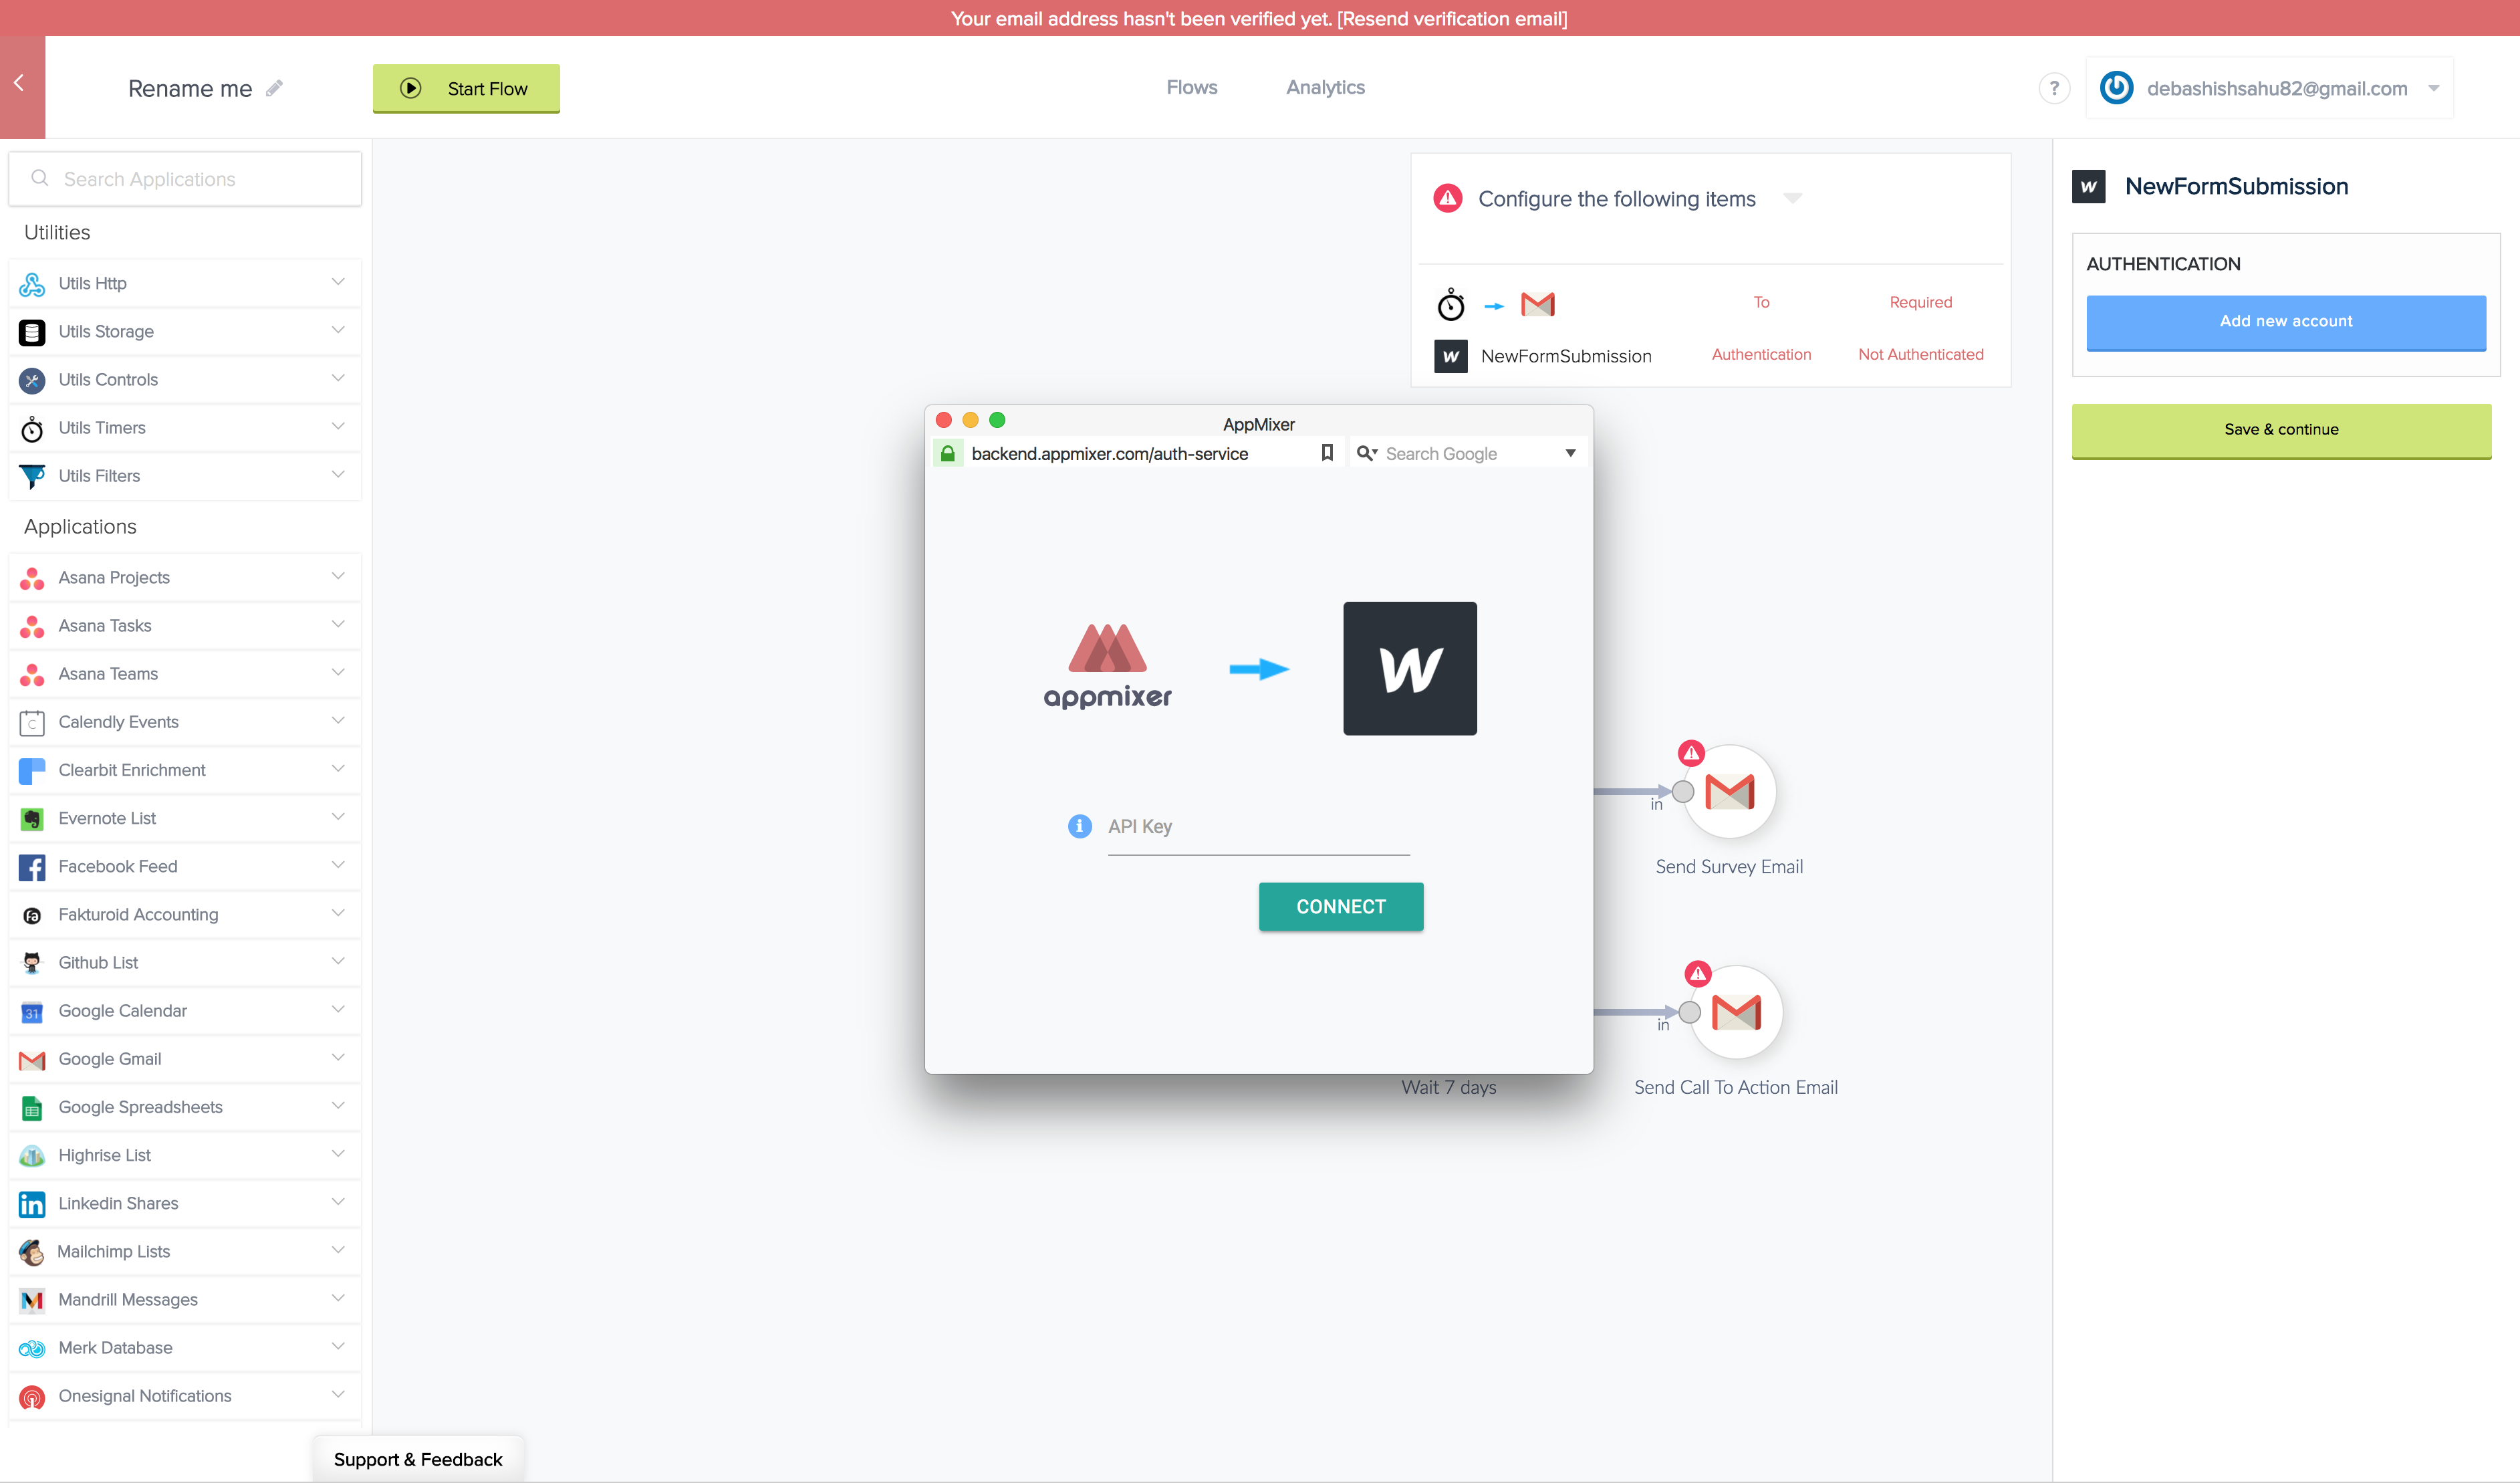 Your email address hasn't been verified yet. [Resend verification email]
Rename me
Start Flow
Flows
Analytics
?
debashishsahu82@gmail.com
Search Applications
Utilities
Utils Http
Utils Storage
Utils Controls
Utils Timers
Utils Filters
Applications
Asana Projects
Asana Tasks
Asana Teams
Calendly Events
Clearbit Enrichment
Evernote List
Facebook Feed
Fakturoid Accounting
Github List
Google Calendar
Google Gmail
Google Spreadsheets
Highrise List
Linkedin Shares
Mailchimp Lists
Mandrill Messages
Merk Database
Onesignal Notifications
Support & Feedback
Configure the following items
To Required
NewFormSubmission Authentication Not Authenticated
AppMixer
backend.appmixer.com/auth-service Search Google
appmixer
API Key
CONNECT
in
Send Survey Email
in
Wait 7 days
Send Call To Action Email
NewFormSubmission
AUTHENTICATION
Add new account
Save & continue